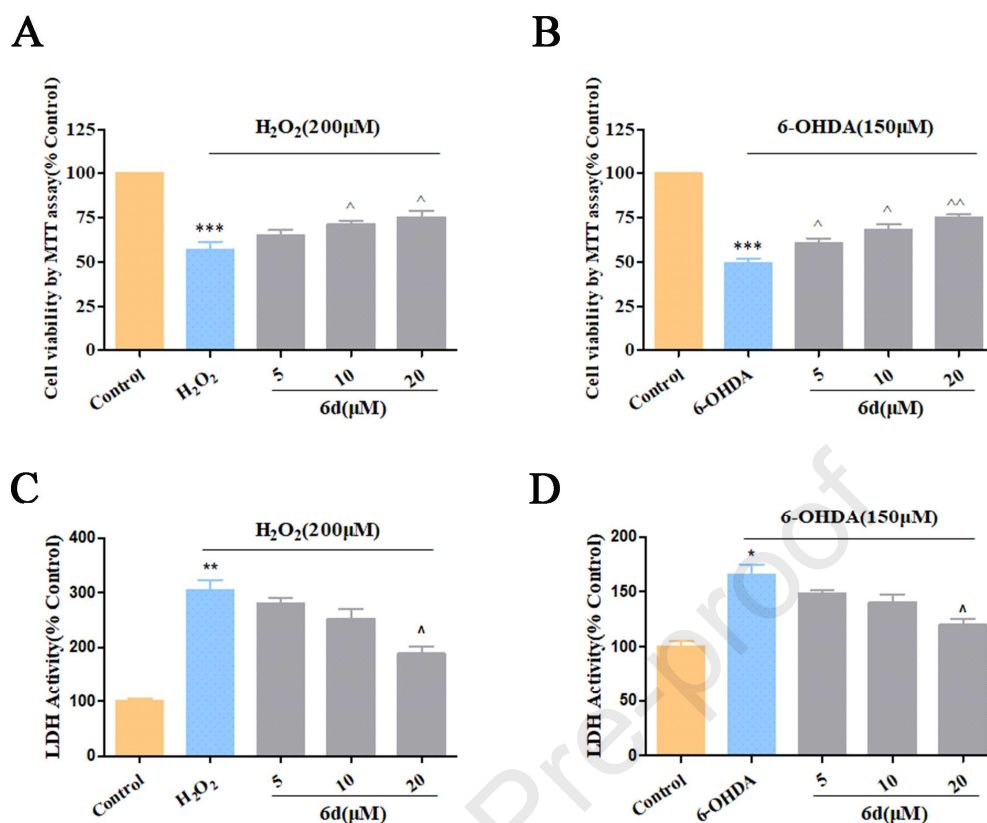 A
B
H₂O₂(200μM)
Cell viability by MTT assay(% Control)
125
100
75
50
25
0
***
^
^
Control
H₂O₂
5
10
20
6d(μM)
6-OHDA(150μM)
Cell viability by MTT assay(% Control)
125
100
75
50
25
0
***
^
^
^^
Control
6-OHDA
5
10
20
6d(μM)
C
D
H₂O₂(200μM)
LDH Activity(% Control)
400
300
200
100
0
**
^
Control
H₂O₂
5
10
20
6d(μM)
6-OHDA(150μM)
LDH Activity(% Control)
200
150
100
50
0
*
^
Control
6-OHDA
5
10
20
6d(μM)
Pre-proof